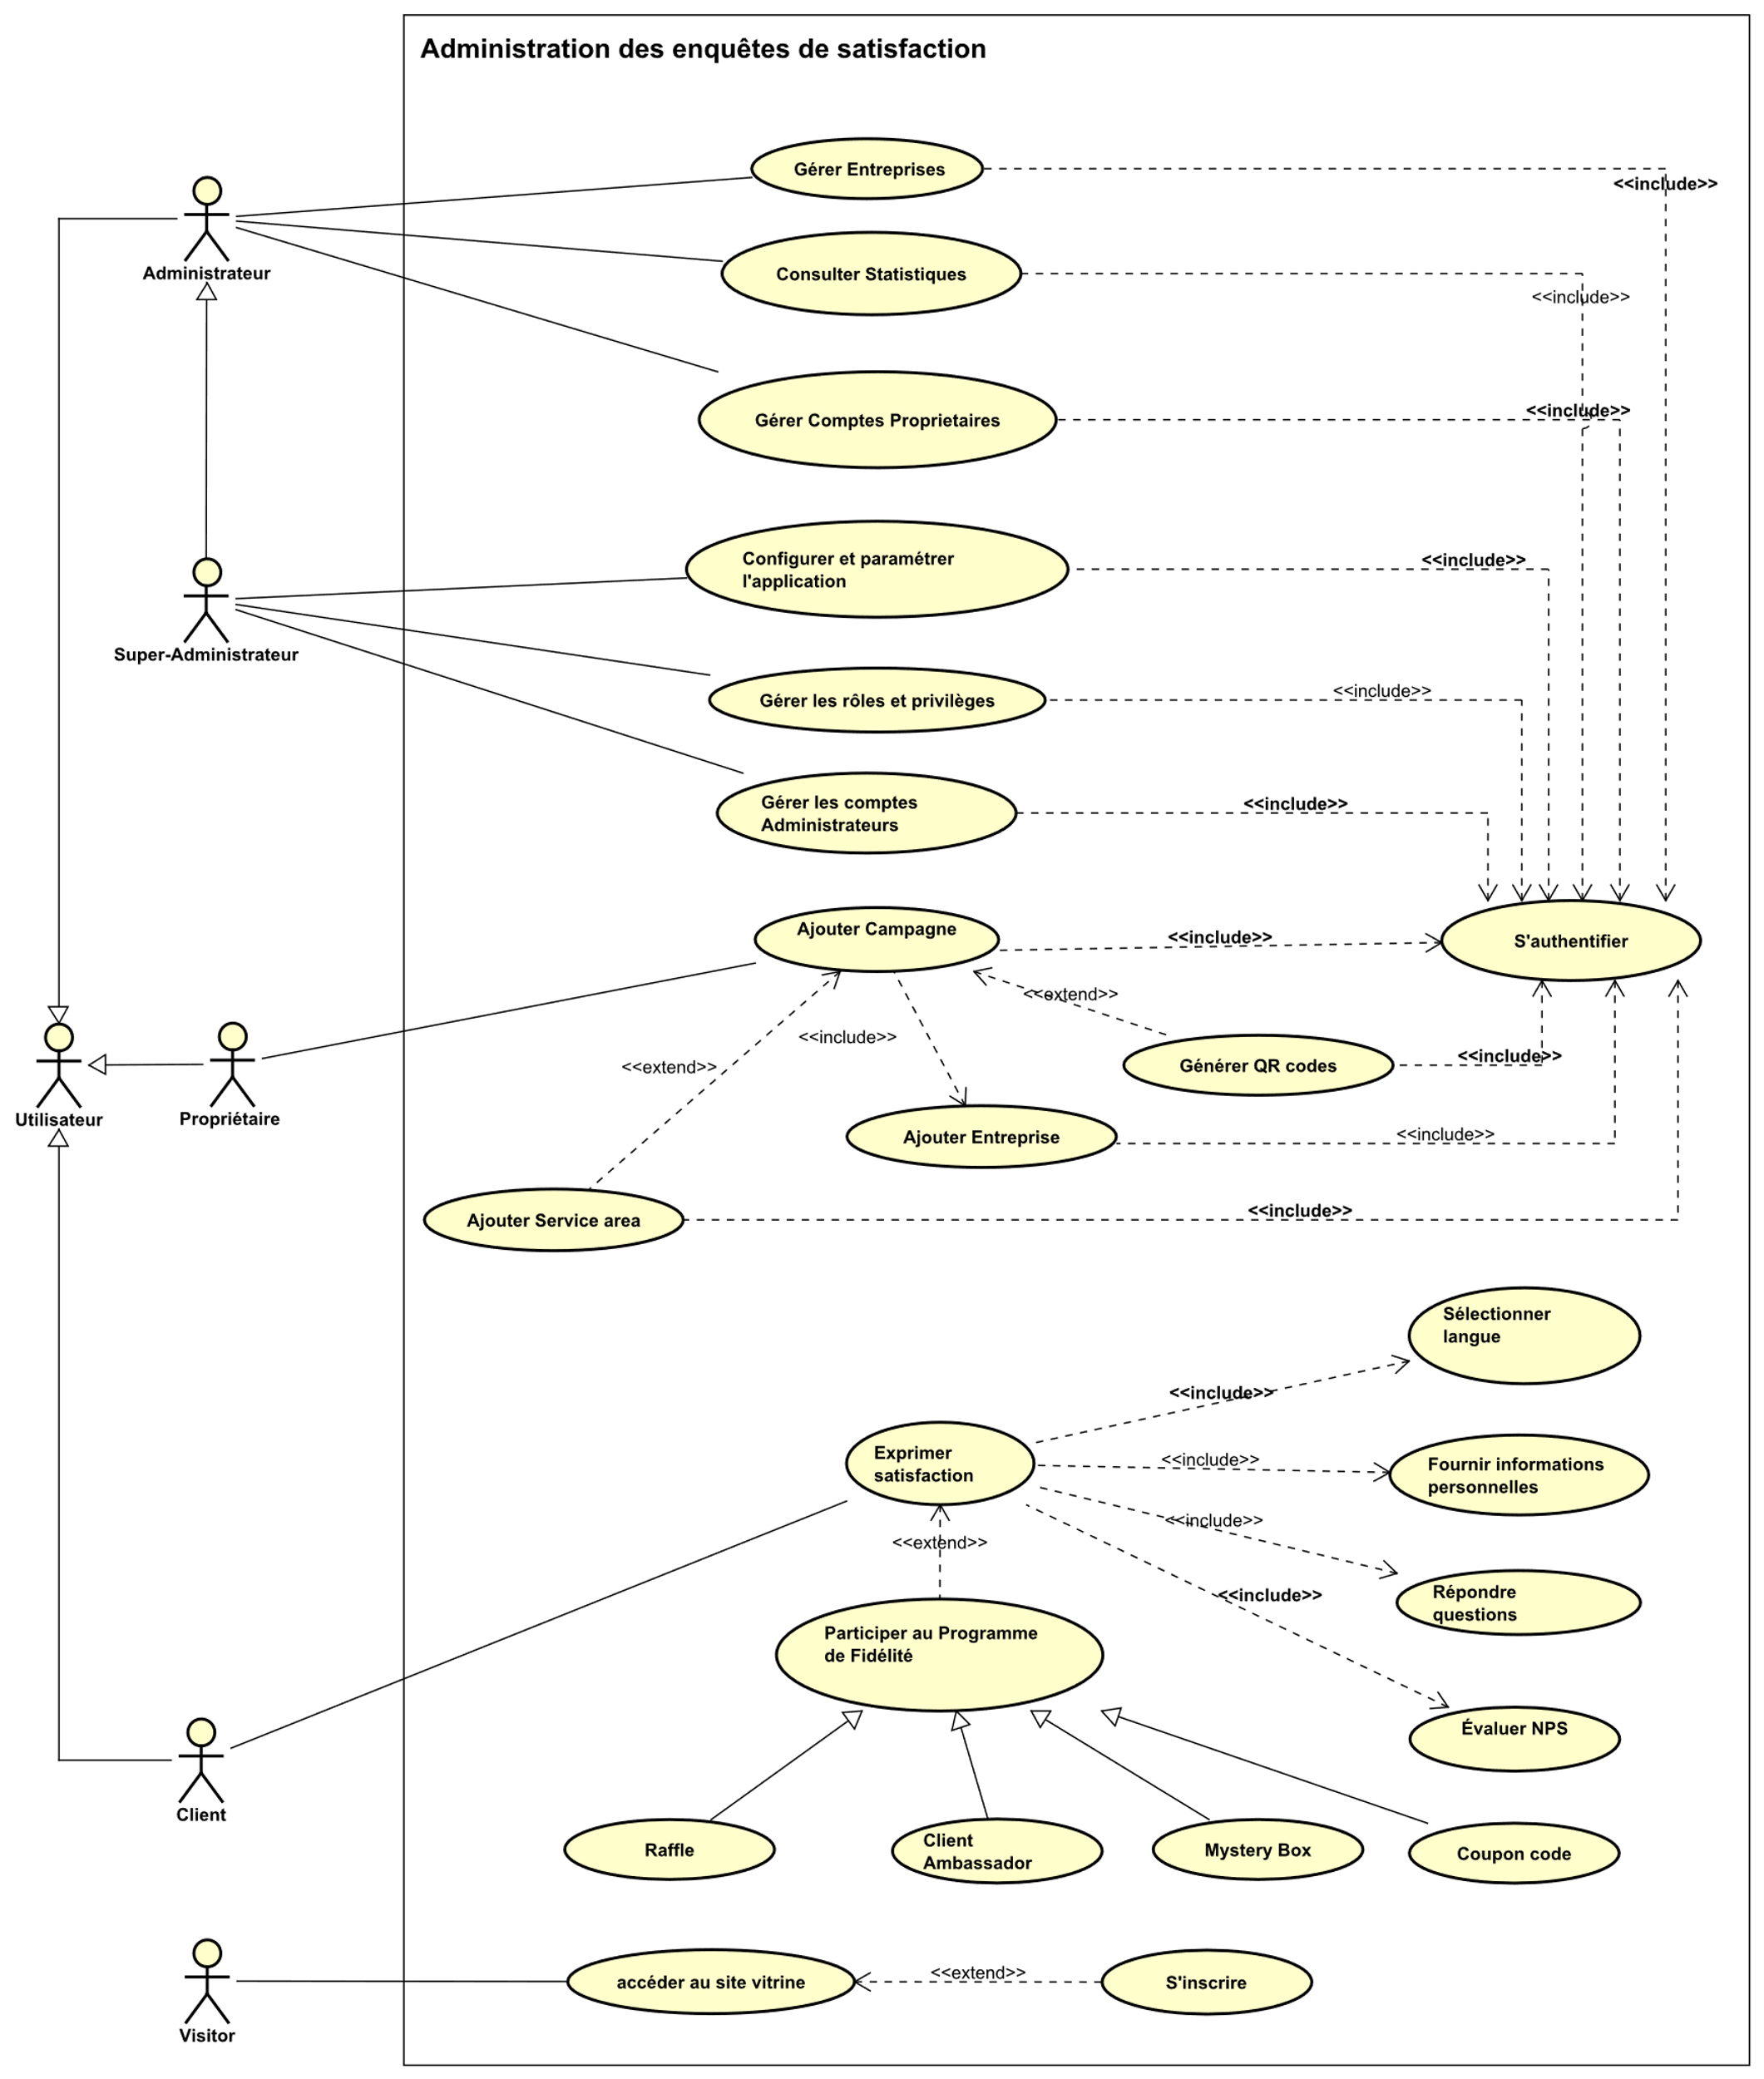 Administration des enquêtes de satisfaction
Gérer Entreprises
<<include>>
Administrateur
Consulter Statistiques
<<include>>
Gérer Comptes Proprietaires
<<include>>
Configurer et paramétrer
l'application
<<include>>
Super-Administrateur
Gérer les rôles et privilèges
<<include>>
Gérer les comptes
Administrateurs
<<include>>
Ajouter Campagne
<<include>>
S'authentifier
<<extend>>
<<include>>
<<extend>>
Générer QR codes
<<include>>
Utilisateur
Propriétaire
Ajouter Entreprise
<<include>>
Ajouter Service area
<<include>>
Sélectionner
langue
<<include>>
Exprimer
satisfaction
<<include>>
Fournir informations
personnelles
<<include>>
<<extend>>
Répondre
questions
<<include>>
Participer au Programme
de Fidélité
Évaluer NPS
Client
Raffle
Client
Ambassador
Mystery Box
Coupon code
Visitor
accéder au site vitrine
<<extend>>
S'inscrire